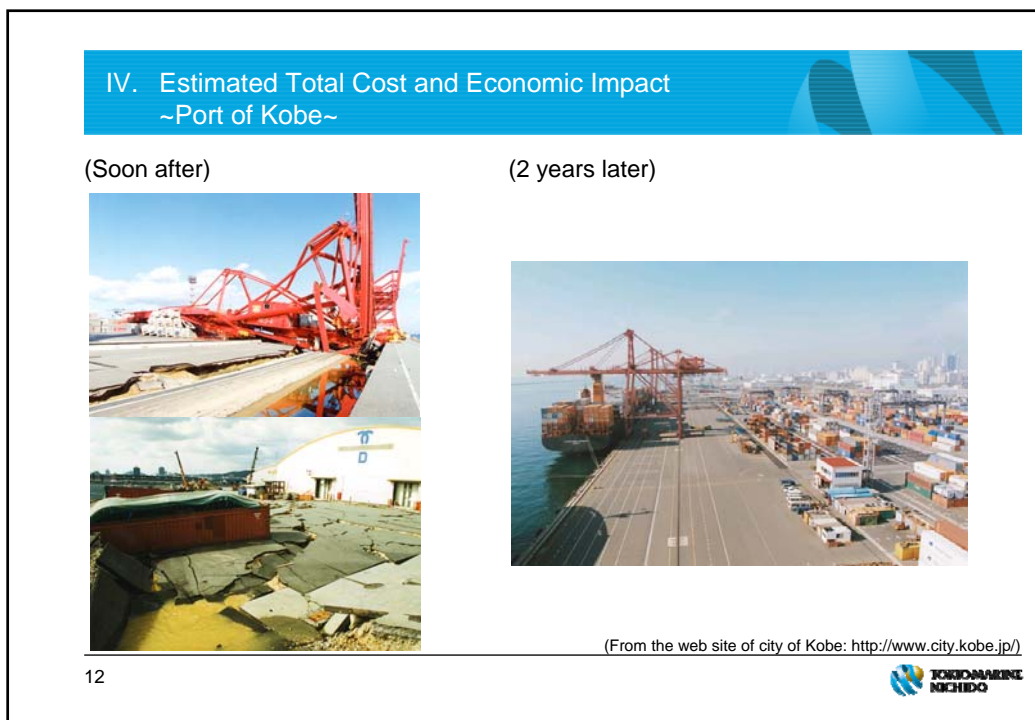 IV. Estimated Total Cost and Economic Impact
~Port of Kobe~
(Soon after)
(2 years later)
D
(From the web site of city of Kobe: http://www.city.kobe.jp/)
12
TOKIO MARINE
NICHIDO